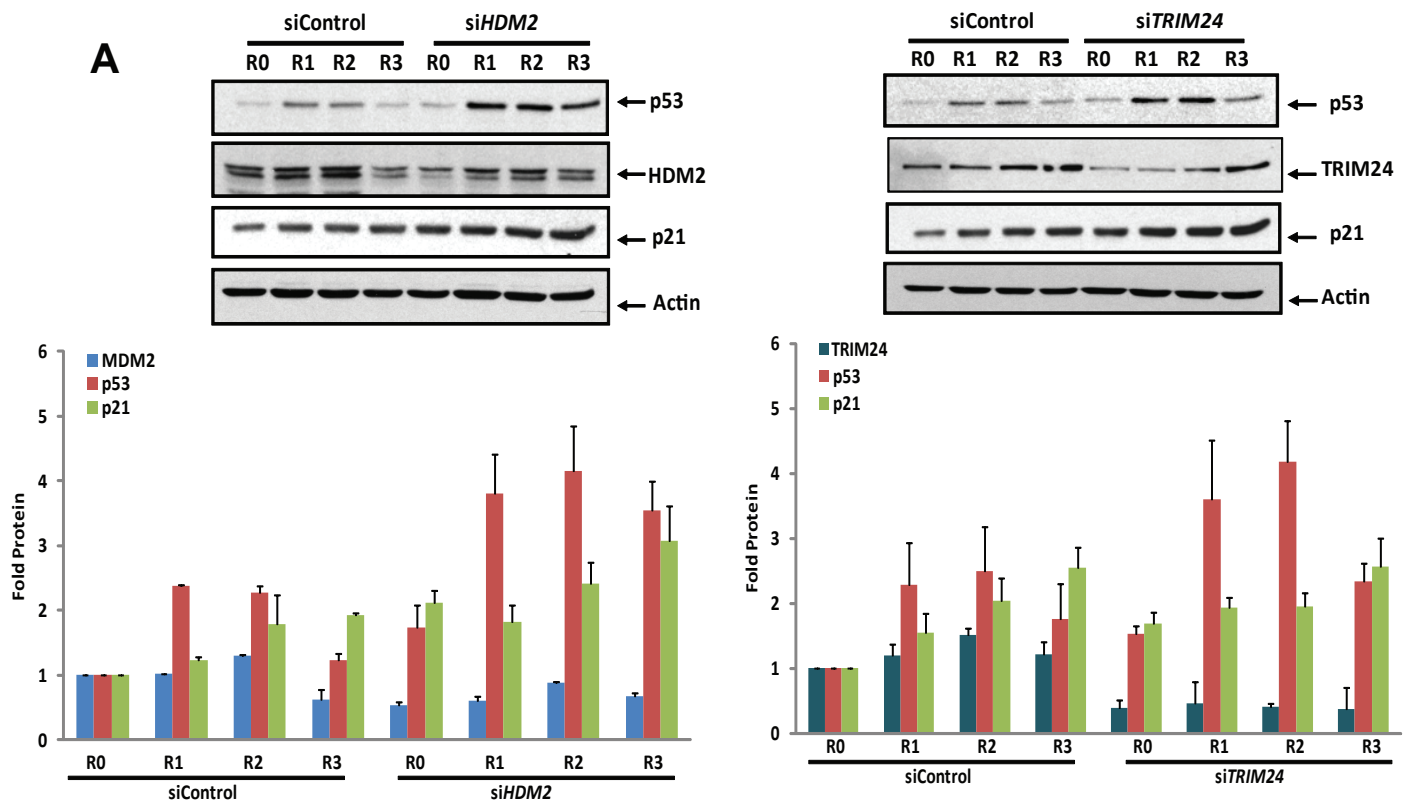 A
siControl siHDM2
R0 R1 R2 R3 R0 R1 R2 R3
p53
HDM2
p21
Actin
siControl siTRIM24
R0 R1 R2 R3 R0 R1 R2 R3
p53
TRIM24
p21
Actin
6
5
4
3
2
1
0
Fold Protein
MDM2
p53
p21
R0 R1 R2 R3 R0 R1 R2 R3
siControl siHDM2
6
5
4
3
2
1
0
Fold Protein
TRIM24
p53
p21
R0 R1 R2 R3 R0 R1 R2 R3
siControl siTRIM24